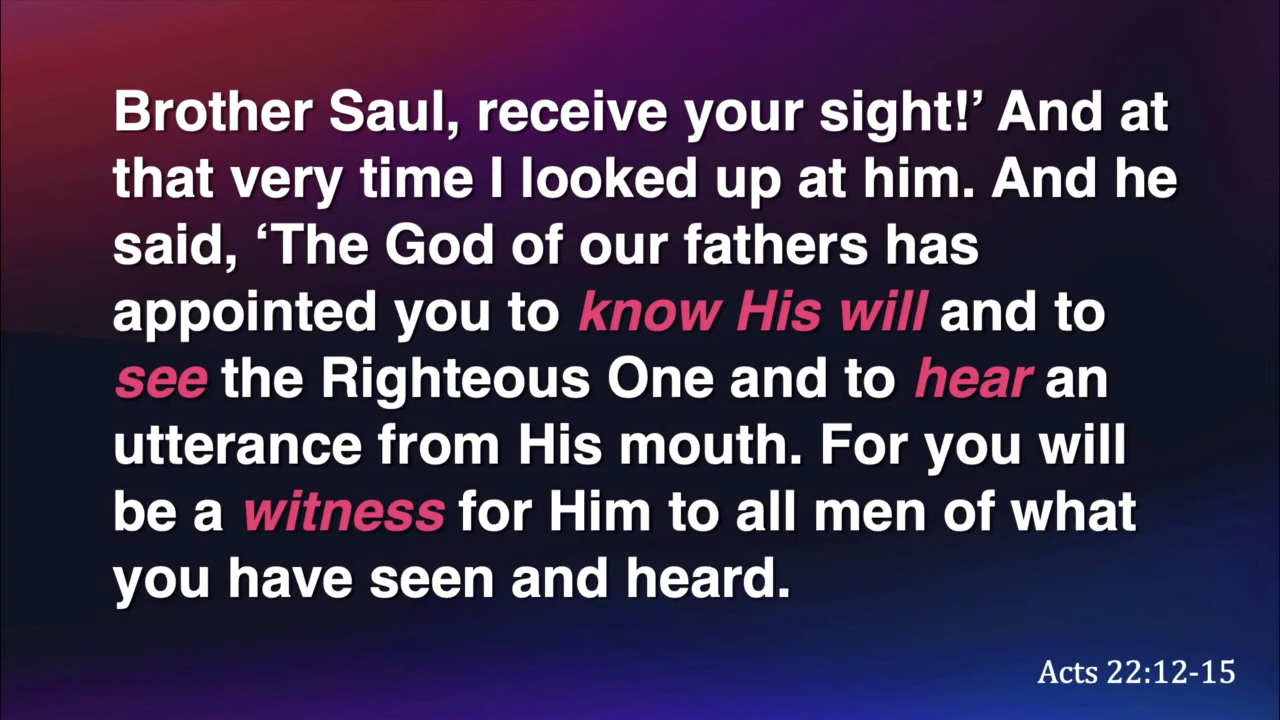 Brother Saul, receive your sight!’ And at
that very time I looked up at him. And he
said, ‘The God of our fathers has
appointed you to know His will and to
see the Righteous One and to hear an
utterance from His mouth. For you will
be a witness for Him to all men of what
you have seen and heard.
Acts 22:12-15